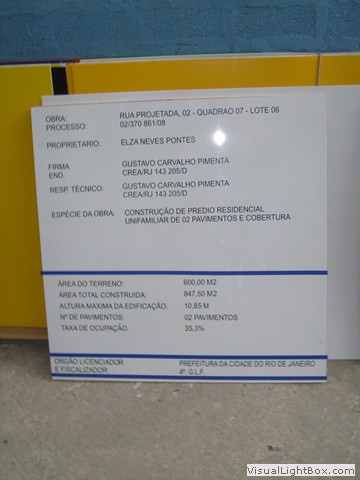 OBRA: RUA PROJETADA, 02 - QUADRAO 07 - LOTE 06
PROCESSO: 02/370 861/08
PROPRIETARIO: ELZA NEVES PONTES
FIRMA GUSTAVO CARVALHO PIMENTA
END. CREA/RJ 143 205/D
RESP. TÉCNICO: GUSTAVO CARVALHO PIMENTA
CREA/RJ 143 205/D
ESPÉCIE DA OBRA: CONSTRUÇÃO DE PREDIO RESIDENCIAL
UNIFAMILIAR DE 02 PAVIMENTOS E COBERTURA
ÁREA DO TERRENO: 600,00 M2
ÁREA TOTAL CONSTRUIDA: 847,50 M2
ALTURA MAXIMA DA EDIFICAÇÃO. 10,85 M
Nº DE PAVIMENTOS: 02 PAVIMENTOS
TAXA DE OCUPAÇÃO. 35,3%
ORGÃO LICENCIADOR PREFEITURA DA CIDADE DO RIO DE JANEIRO
E FISCALIZADOR. 4ª. G.L.F.
VisualLightBox.com